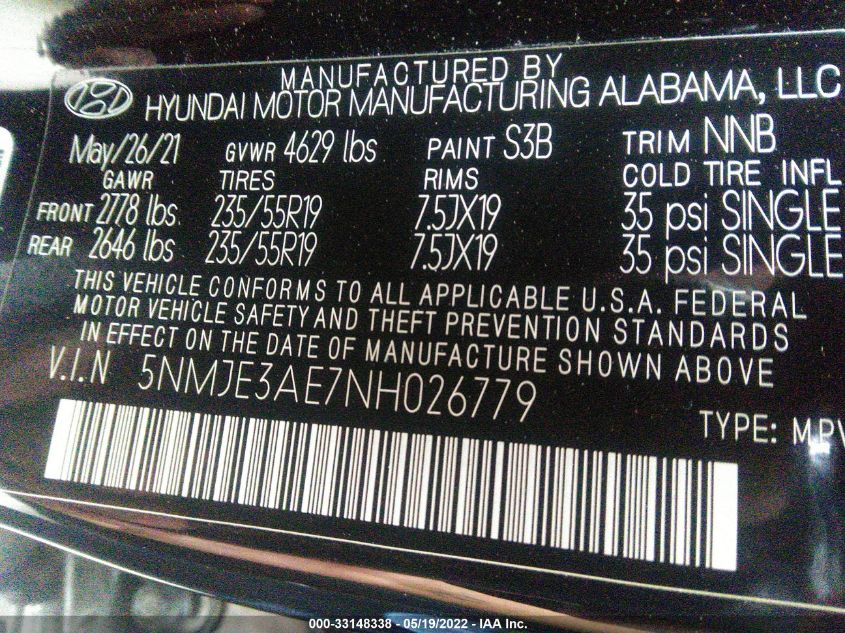 MANUFACTURED BY
HYUNDAI MOTOR MANUFACTURING ALABAMA, LLC
May/26/21 GVWR 4629 lbs PAINT S3B TRIM NNB
GAWR TIRES RIMS COLD TIRE INFL
FRONT 2778 lbs. 235/55R19 7.5JX19 35 psi SINGLE
REAR 2646 lbs 235/55R19 7.5JX19 35 psi SINGLE
THIS VEHICLE CONFORMS TO ALL APPLICABLE U.S.A. FEDERAL
MOTOR VEHICLE SAFETY AND THEFT PREVENTION STANDARDS
IN EFFECT ON THE DATE OF MANUFACTURE SHOWN ABOVE
V.I.N 5NMJE3AE7NH026779
TYPE: MPV
000-33148338 - 05/19/2022 - IAA Inc.